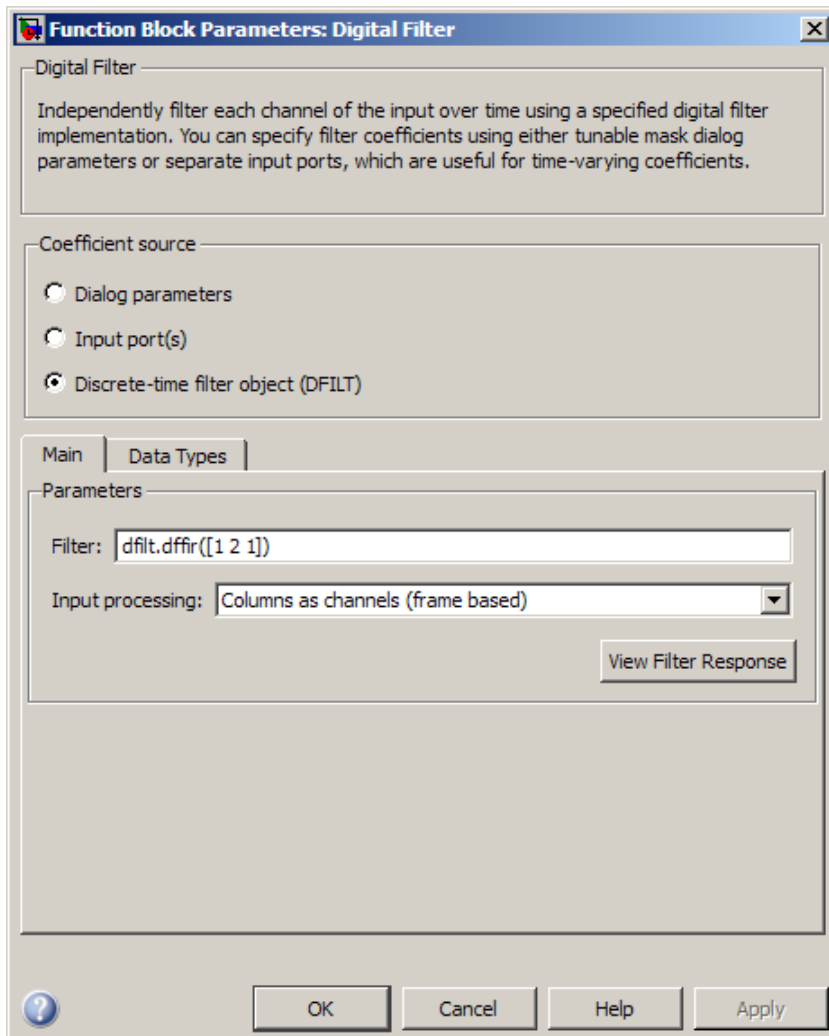 Function Block Parameters: Digital Filter
Digital Filter
Independently filter each channel of the input over time using a specified digital filter
implementation. You can specify filter coefficients using either tunable mask dialog
parameters or separate input ports, which are useful for time-varying coefficients.
Coefficient source
Dialog parameters
Input port(s)
Discrete-time filter object (DFILT)
Main Data Types
Parameters
Filter: dfilt.dffir([1 2 1])
Input processing: Columns as channels (frame based)
View Filter Response
? OK Cancel Help Apply